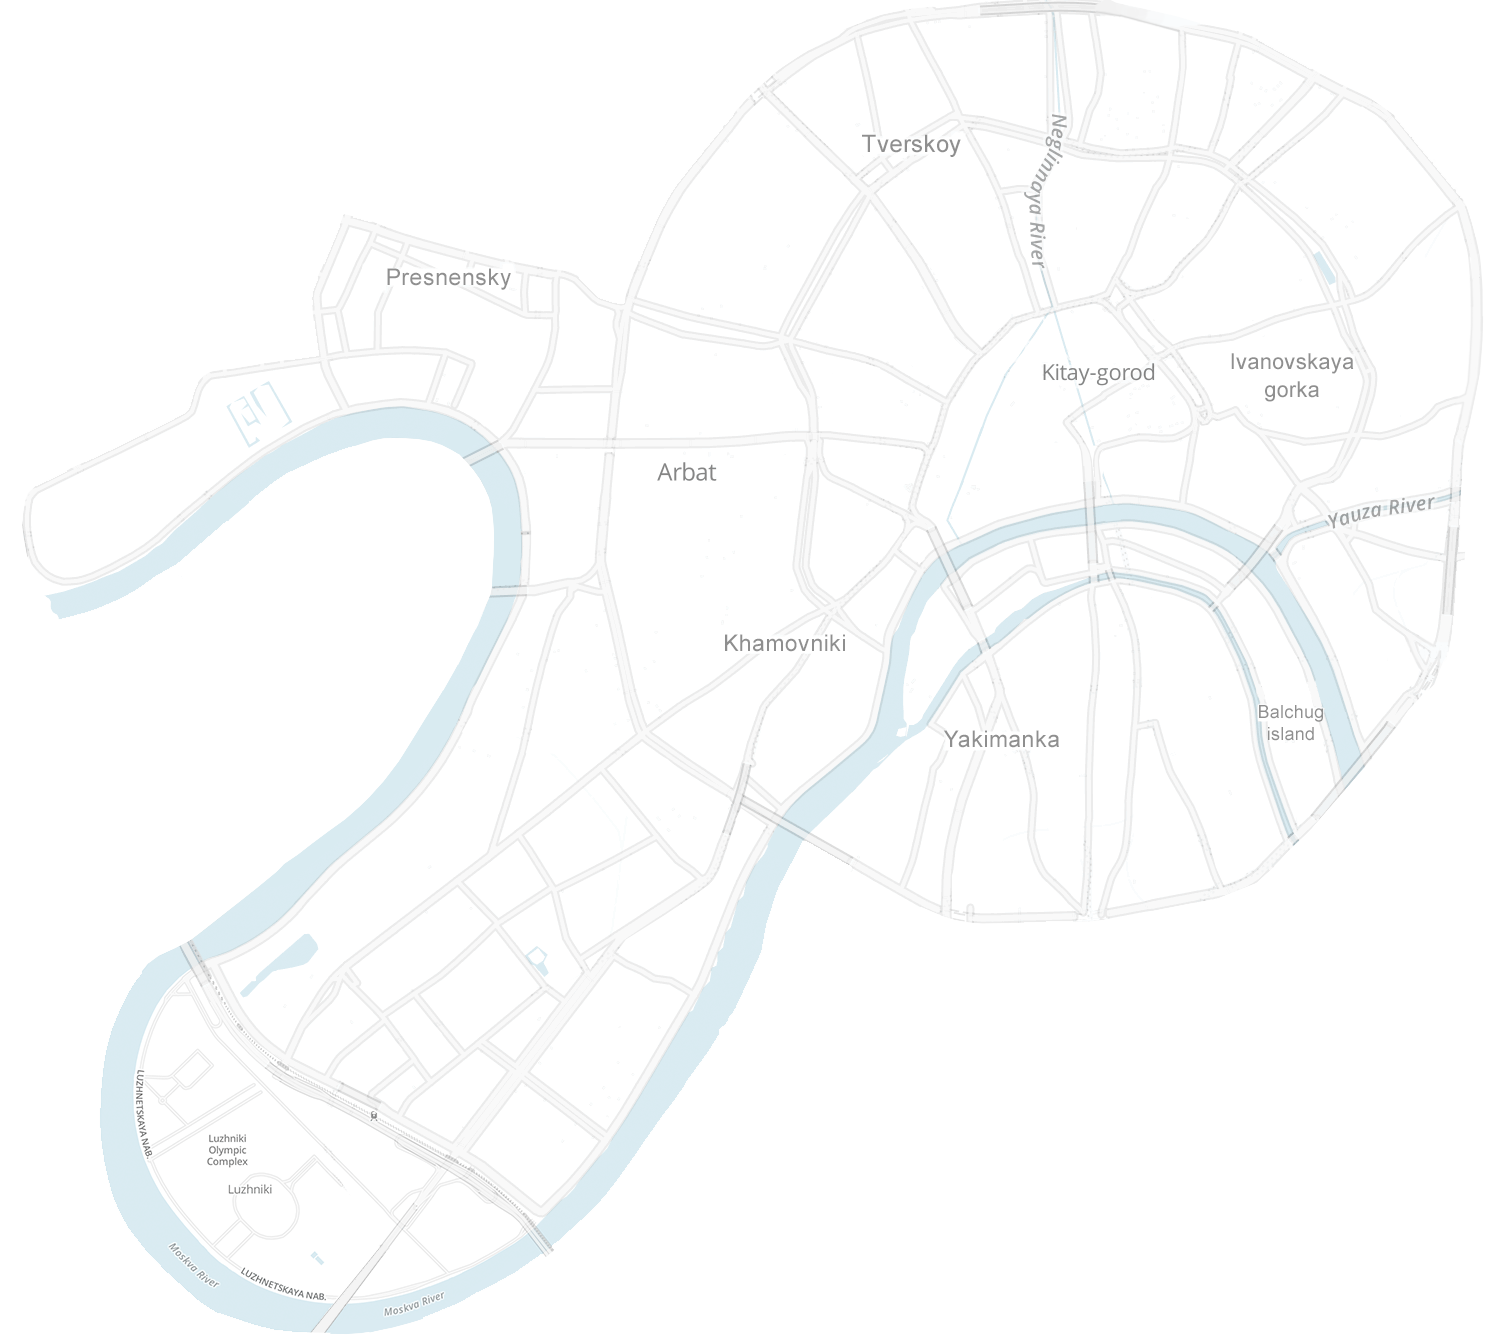 Tverskoy
Neglinnaya River
Presnensky
Kitay-gorod
Ivanovskaya
gorka
Arbat
Yauza River
Khamovniki
Balchug
island
Yakimanka
LUZHNETSKAYA NAB.
Luzhniki
Olympic
Complex
Luzhniki
Moskva River
LUZHNETSKAYA NAB.
Moskva River